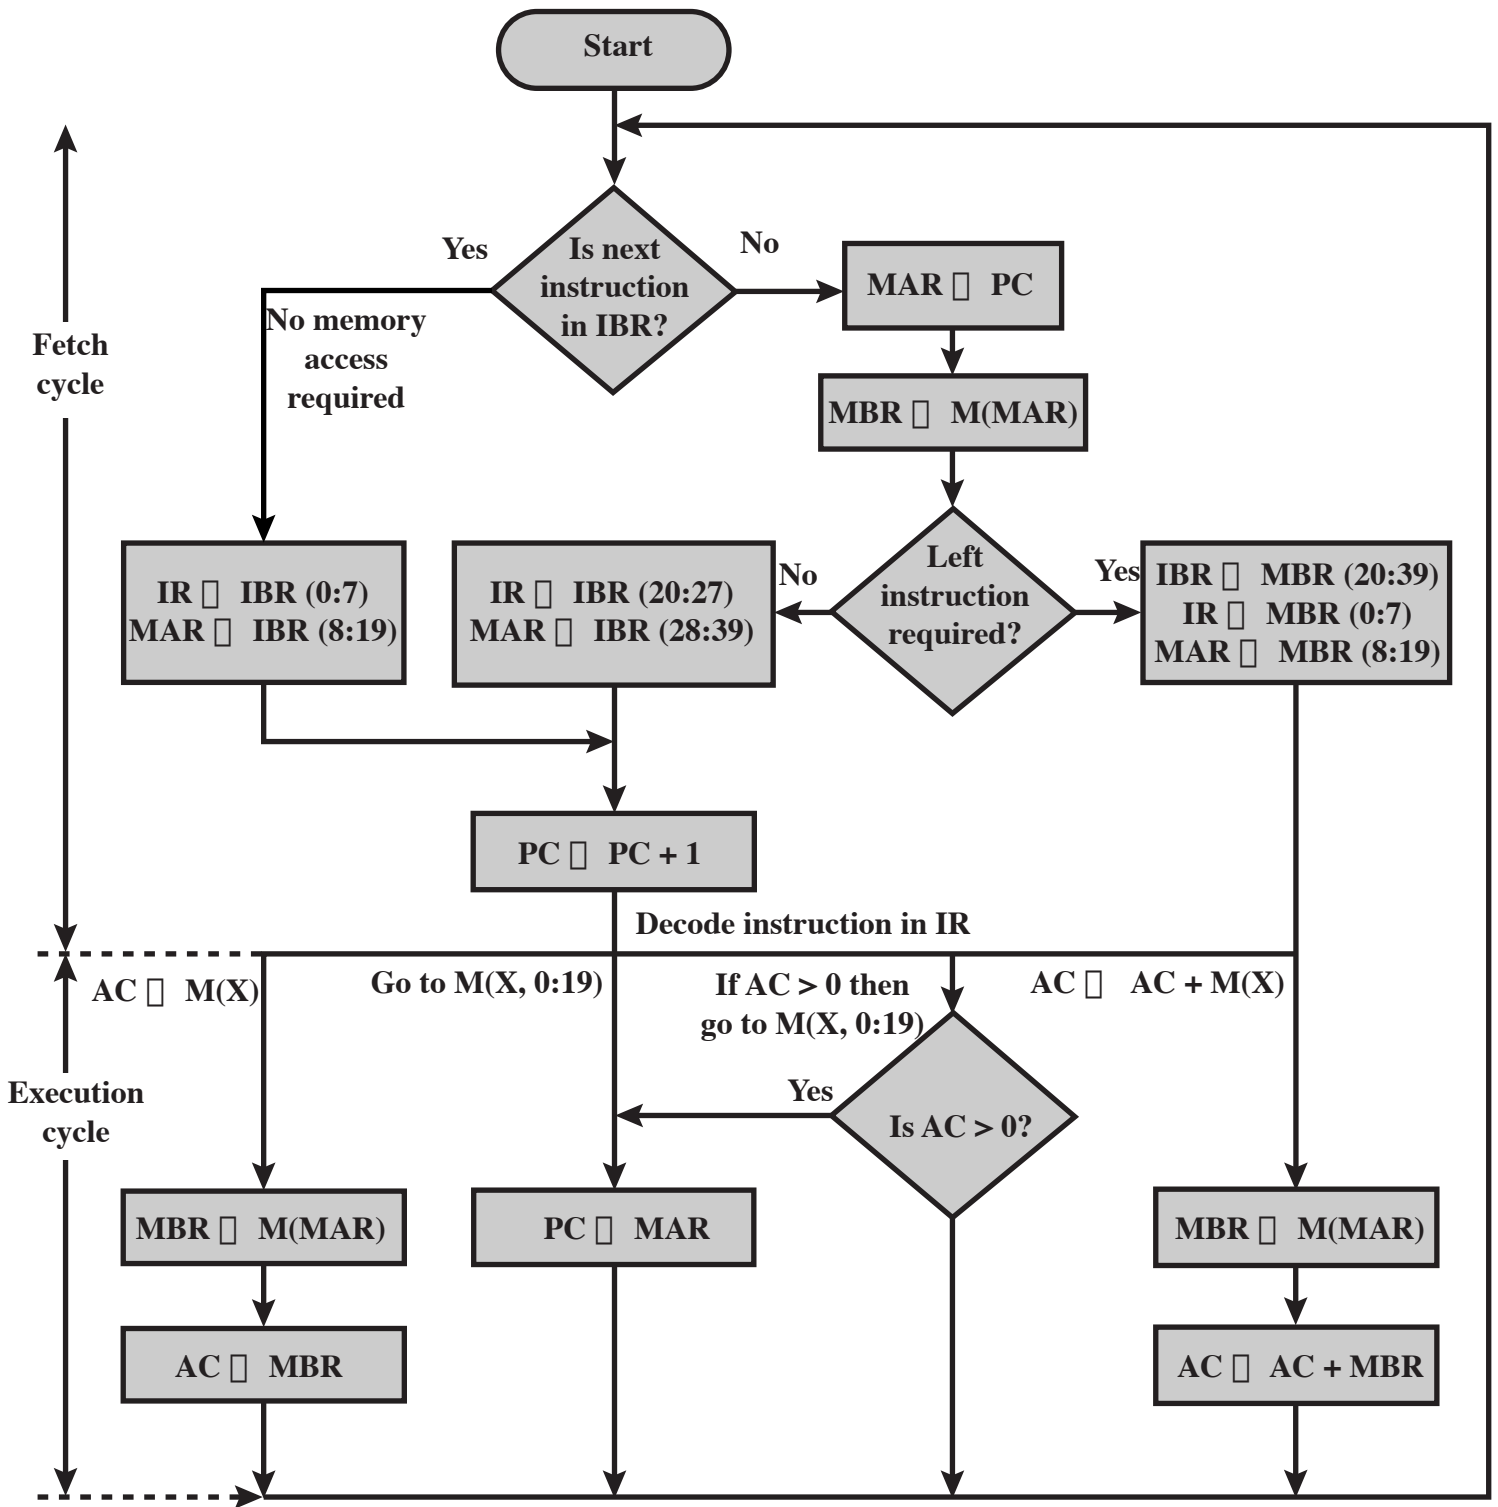 Start
Yes
Is next
instruction
in IBR?
No
MAR ▯ PC
No memory
access
required
Fetch
cycle
MBR ▯ M(MAR)
IR ▯ IBR (0:7)
MAR ▯ IBR (8:19)
IR ▯ IBR (20:27)
MAR ▯ IBR (28:39)
No
Left
instruction
required?
Yes
IBR ▯ MBR (20:39)
IR ▯ MBR (0:7)
MAR ▯ MBR (8:19)
PC ▯ PC + 1
Decode instruction in IR
AC ▯ M(X)
Go to M(X, 0:19)
If AC > 0 then
go to M(X, 0:19)
AC ▯ AC + M(X)
Execution
cycle
Yes
Is AC > 0?
MBR ▯ M(MAR)
PC ▯ MAR
MBR ▯ M(MAR)
AC ▯ MBR
AC ▯ AC + MBR